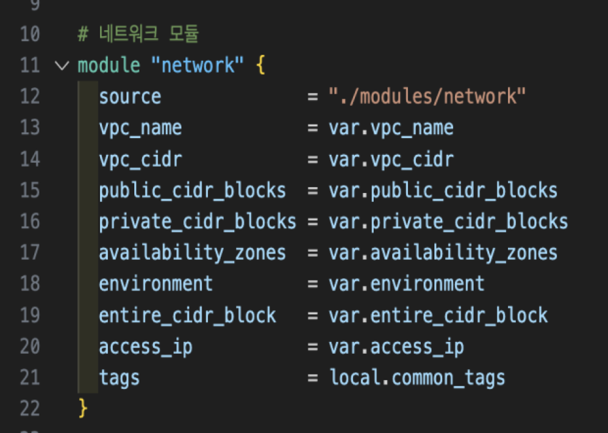 9
10 # 네트워크 모듈
11 module "network" {
12 source = "./modules/network"
13 vpc_name = var.vpc_name
14 vpc_cidr = var.vpc_cidr
15 public_cidr_blocks = var.public_cidr_blocks
16 private_cidr_blocks = var.private_cidr_blocks
17 availability_zones = var.availability_zones
18 environment = var.environment
19 entire_cidr_block = var.entire_cidr_block
20 access_ip = var.access_ip
21 tags = local.common_tags
22 }